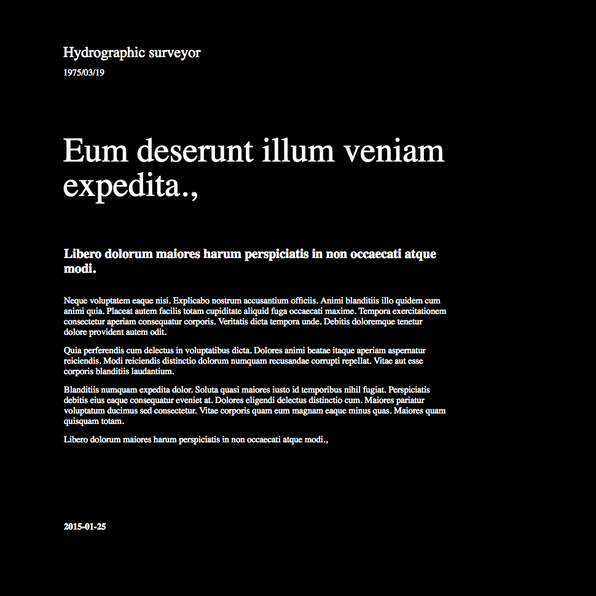 Hydrographic surveyor
1975/03/19
Eum deserunt illum veniam
expedita.,
Libero dolorum maiores harum perspiciatis in non occaecati atque
modi.
Neque voluptatem eaque nisi. Explicabo nostrum accusantium officiis. Animi blanditiis illo quidem cum
animi quia. Placeat autem facilis totam cupiditate aliquid fuga occaecati maxime. Tempora exercitationem
consectetur aperiam consequatur corporis. Veritatis dicta tempora unde. Debitis doloremque tenetur
dolore provident autem odit.
Quia perferendis cum delectus in voluptatibus dicta. Dolores animi beatae itaque aperiam aspernatur
reiciendis. Modi reiciendis distinctio dolorum numquam recusandae corrupti repellat. Vitae aut esse
corporis blanditiis laudantium.
Blanditiis numquam expedita dolor. Soluta quasi maiores iusto id temporibus nihil fugiat. Perspiciatis
debitis eius eaque consequatur eveniet at. Dolores eligendi delectus distinctio cum. Maiores pariatur
voluptatum ducimus sed consectetur. Vitae corporis quam eum magnam eaque minus quas. Maiores quam
quisquam totam.
Libero dolorum maiores harum perspiciatis in non occaecati atque modi.,
2015-01-25